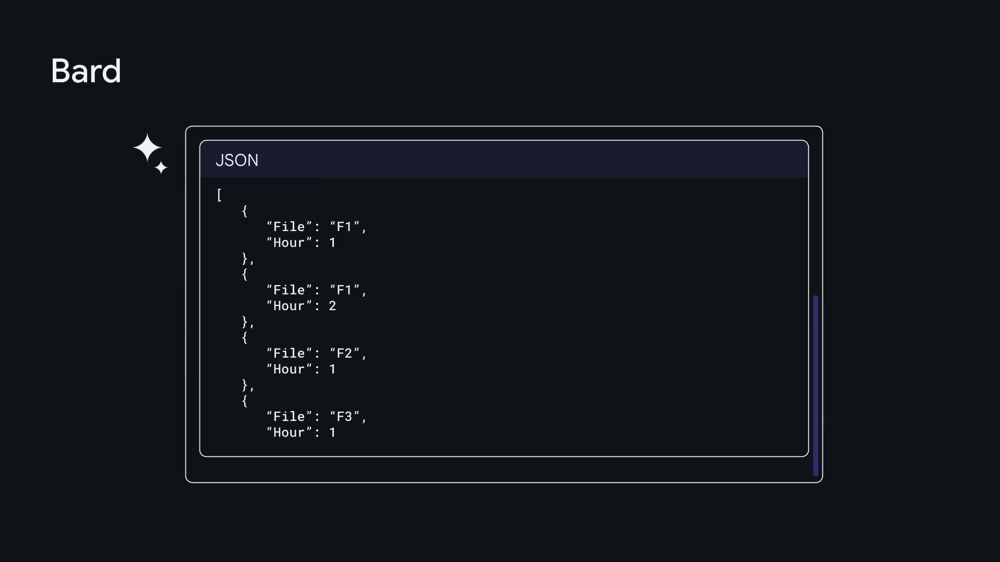 Bard
JSON
[
{
“File”: “F1”,
“Hour”: 1
},
{
“File”: “F1”,
“Hour”: 2
},
{
“File”: “F2”,
“Hour”: 1
},
{
“File”: “F3”,
“Hour”: 1